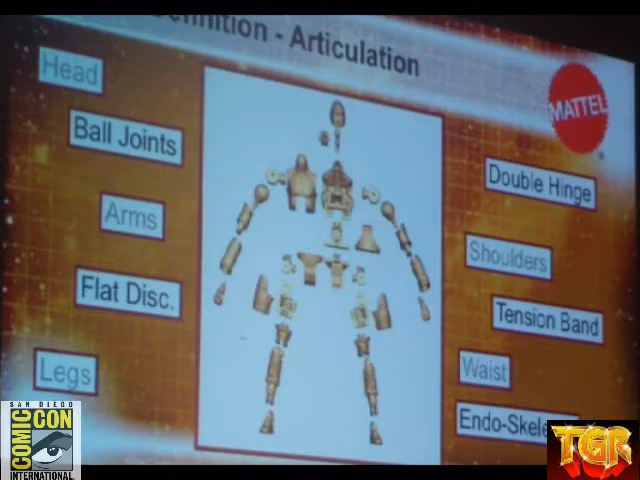 Definition - Articulation
Head
MATTEL
Ball Joints
Double Hinge
Arms
Shoulders
Flat Disc.
Tension Band
Legs
Waist
Endo-Skele
SAN DIEGO
COMIC CON
INTERNATIONAL
TGR